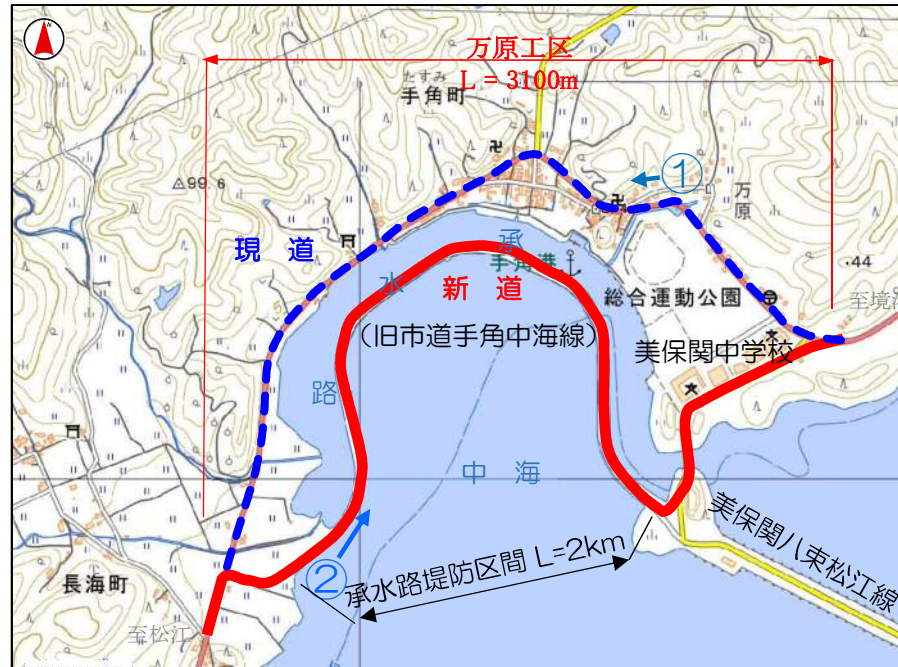 N
万原工区
L = 3100m
たすみ
手角町
99.6
①
万原
現 道
承
手角港
水
新 道
44
総合運動公園
至境港
(旧市道手角中海線)
美保関中学校
路
中 海
美保関八束松江線
②
承水路堤防区間 L=2km
長海町
至松江